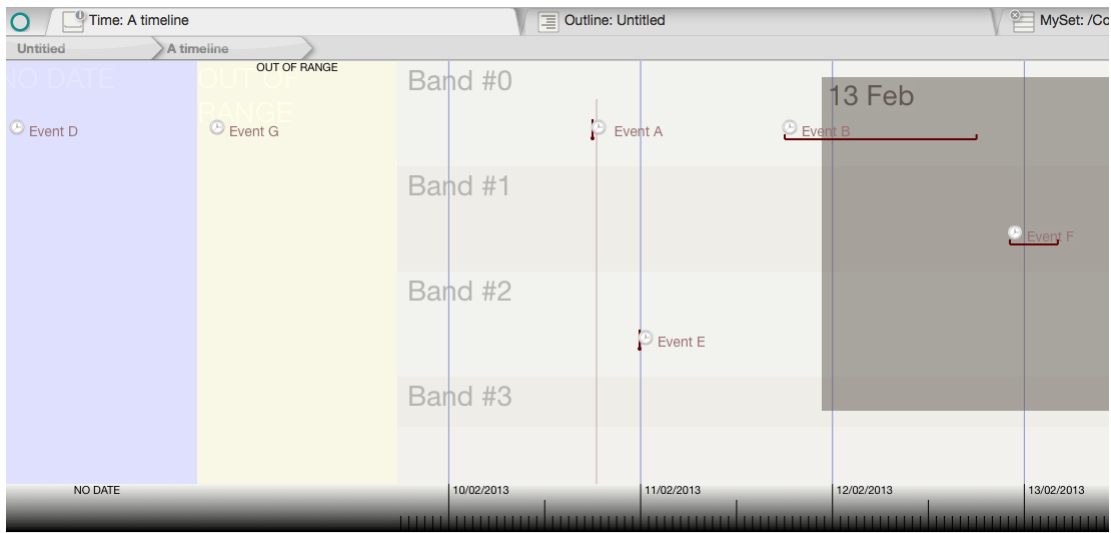 Time: A timeline
Outline: Untitled
MySet: /Co
Untitled
A timeline
NO DATE
OUT OF RANGE
OUT OF RANGE
Band #0
13 Feb
Event D
Event G
Event A
Event B
Band #1
Event F
Band #2
Event E
Band #3
NO DATE
10/02/2013
11/02/2013
12/02/2013
13/02/2013